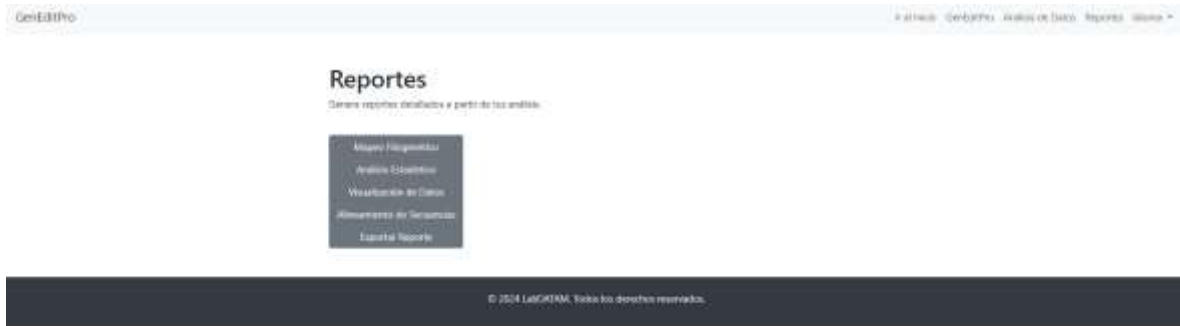 GenEditPro
Ir al Inicio GenEditPro Análisis de Datos Reportes Idioma
Reportes
Genera reportes detallados a partir de tus análisis.
Mapeo Filogenético
Análisis Estadístico
Visualización de Datos
Alineamiento de Secuencias
Exportar Reporte
© 2024 Todos los derechos reservados.